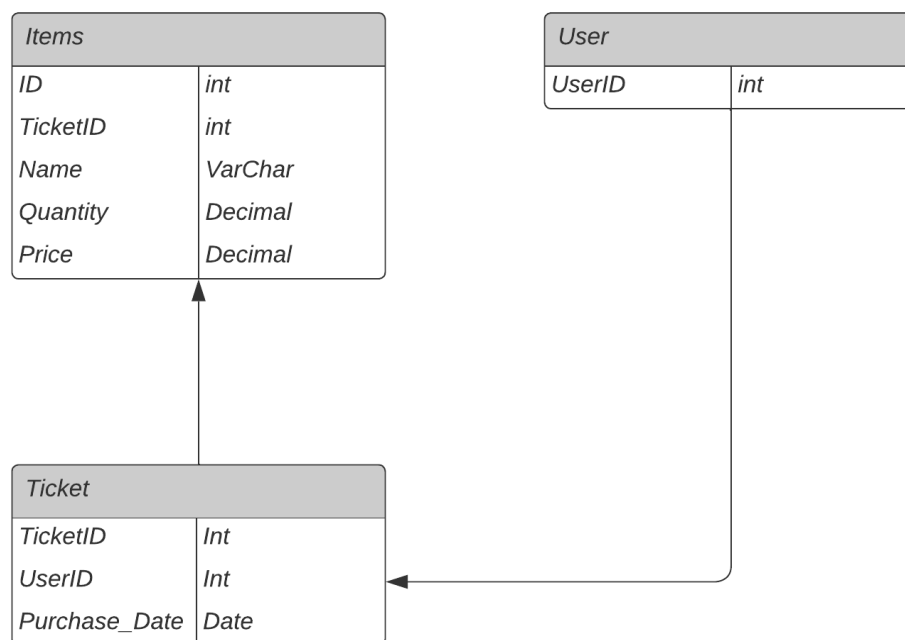 Items
ID int
TicketID int
Name VarChar
Quantity Decimal
Price Decimal
User
UserID int
Ticket
TicketID Int
UserID Int
Purchase_Date Date